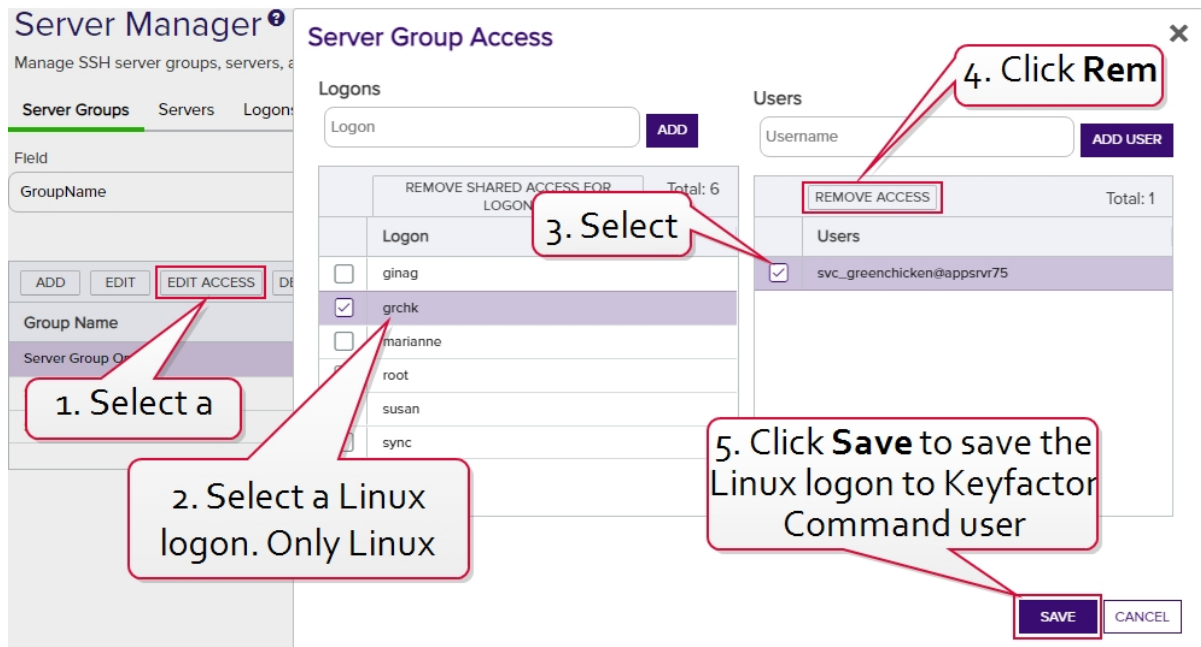 Server Manager ?
Manage SSH server groups, servers, a
Server Groups Servers Logons
Field
GroupName
ADD EDIT EDIT ACCESS DE
Group Name
Server Group On
1. Select a
Server Group Access
Logons
Logon ADD
REMOVE SHARED ACCESS FOR
LOGON
Total: 6
Logon
ginag
grchk
marianne
root
susan
sync
2. Select a Linux
logon. Only Linux
3. Select
4. Click Rem
Users
Username ADD USER
REMOVE ACCESS Total: 1
Users
svc_greenchicken@appsrvr75
5. Click Save to save the
Linux logon to Keyfactor
Command user
SAVE CANCEL